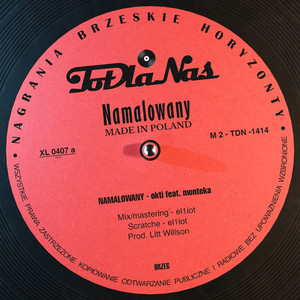 • NAGRANIA BRZESKIE HORYZONTY •
ToDlaNas
Namalowany
MADE IN POLAND
XL 0407 a
M 2 - TDN -1414
NAMALOWANY - okti feat. monteka
Mix/mastering - el1iot
Scratche - el1iot
Prod. Litt Willson
BRZEG
WSZYSTKIE PRAWA ZASTRZEŻONE KOPIOWANIE ODTWARZANIE PUBLICZNE I RADIOWE BEZ UPOWAŻNIENIA WZBRONIONE